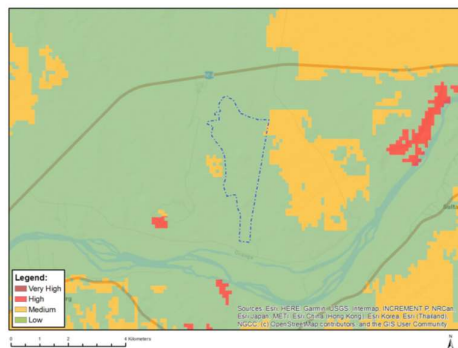 Legend:
Very High
High
Medium
Low
Sources: Esri, HERE, Garmin, USGS, Intermap, INCREMENT P, NRCan,
Esri Japan, METI, Esri China (Hong Kong), Esri Korea, Esri (Thailand),
NGCC, (c) OpenStreetMap contributors, and the GIS User Community
0 1 2 4 Kilometers
N